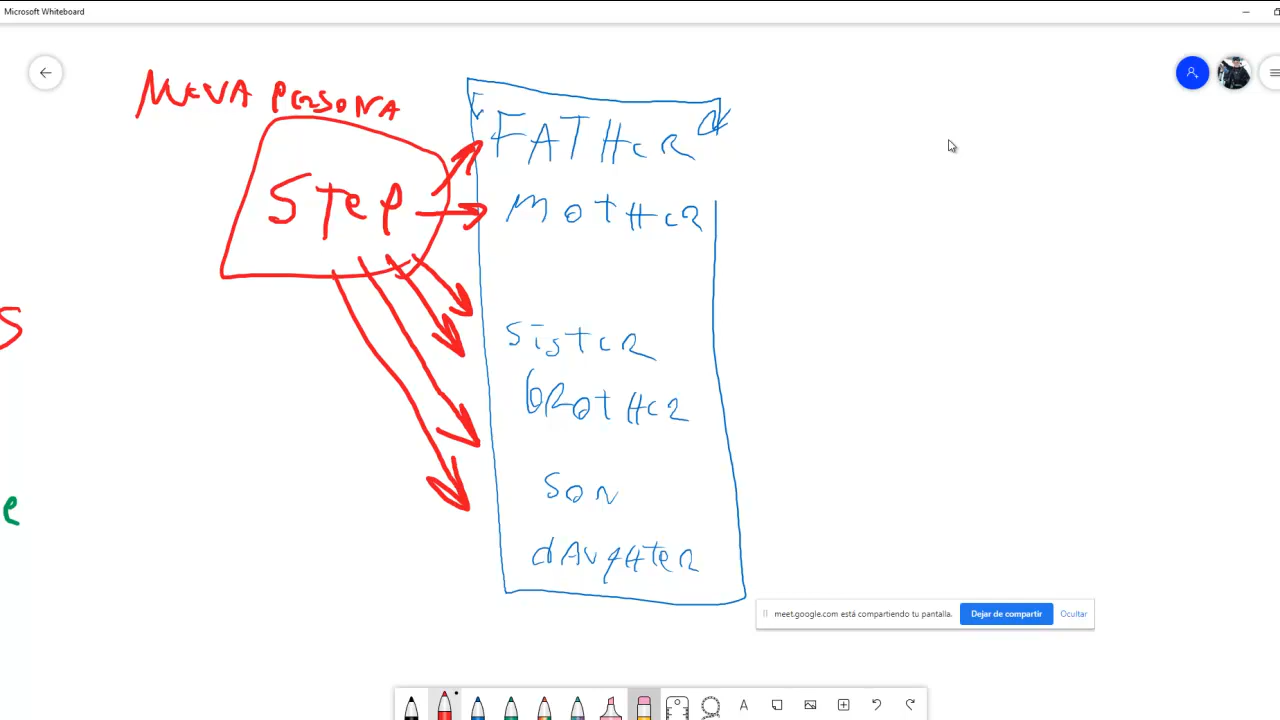 Microsoft Whiteboard
MEVA PERSONA
STEP
FATHER
MOTHER
SISTER
bROTHER
SON
dAUgHTER
S
e
meet.google.com está compartiendo tu pantalla.
Dejar de compartir
Ocultar
A